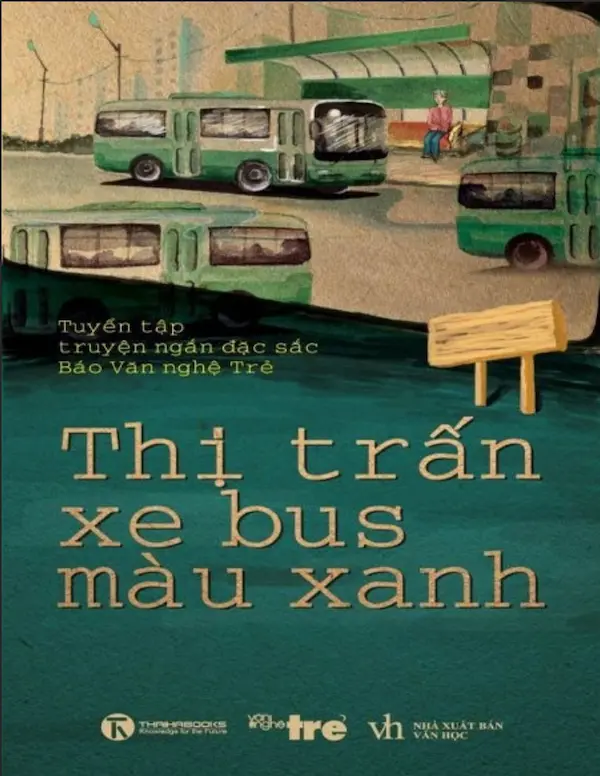 Tuyển tập
truyện ngắn đặc sắc
Báo Văn nghệ Trẻ
Thị trấn
xe bus
màu xanh
THAIHABOOKS
Knowledge for the Future
văn nghệ trẻ
vh
NHÀ XUẤT BẢN
VĂN HỌC